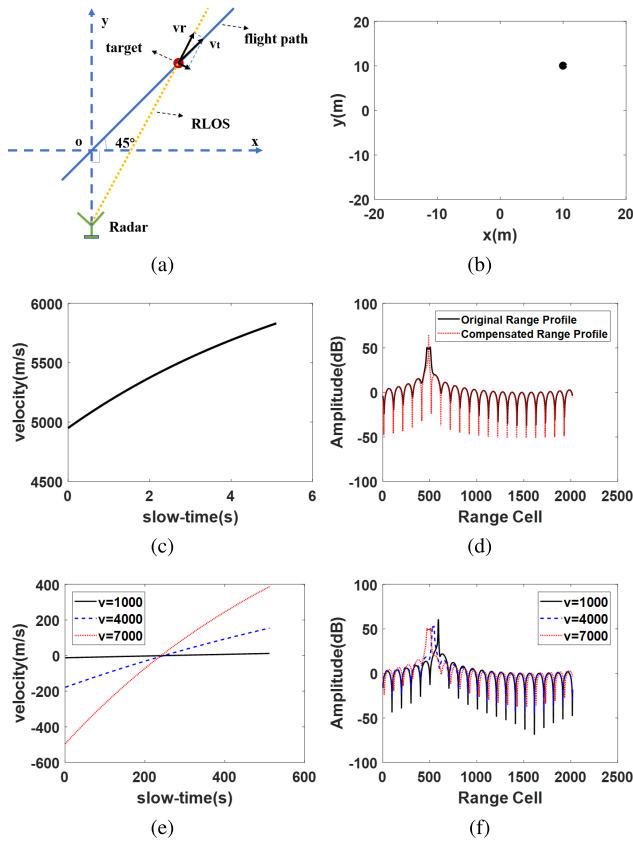 y
vr
vt
flight path
target
RLOS
o
45°
x
Radar
(a)
20
10
0
-10
-20
y(m)
-20 -10 0 10 20
x(m)
(b)
6000
5500
5000
4500
velocity(m/s)
0 2 4 6
slow-time(s)
(c)
100
50
0
-50
-100
Amplitude(dB)
Original Range Profile
Compensated Range Profile
0 500 1000 1500 2000 2500
Range Cell
(d)
400
200
0
-200
-400
-600
velocity(m/s)
v=1000
v=4000
v=7000
0 200 400 600
slow-time(s)
(e)
100
50
0
-50
-100
Amplitude(dB)
v=1000
v=4000
v=7000
0 500 1000 1500 2000 2500
Range Cell
(f)